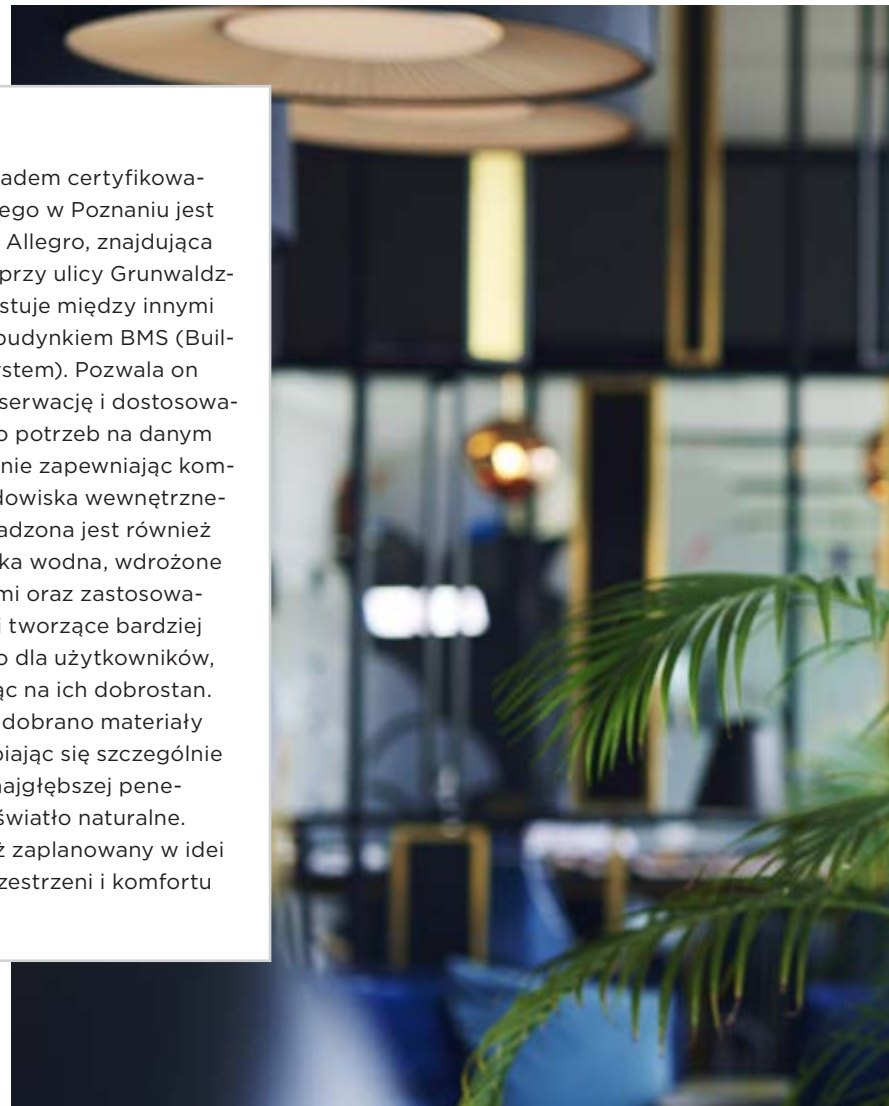 adem certyfikowa-
ego w Poznaniu jest
Allegro, znajdująca
przy ulicy Grunwaldz-
stuje między innymi
budynkiem BMS (Buil-
stem). Pozwala on
serwację i dostosowa-
o potrzeb na danym
nie zapewniając kom-
dowiska wewnętrzne-
adzona jest również
ka wodna, wdrożone
mi oraz zastosowa-
i tworzące bardziej
o dla użytkowników,
ąc na ich dobrostan.
dobrano materiały
piając się szczególnie
najgłębszej pene-
światło naturalne.
ż zaplanowany w idei
zestrzeni i komfortu